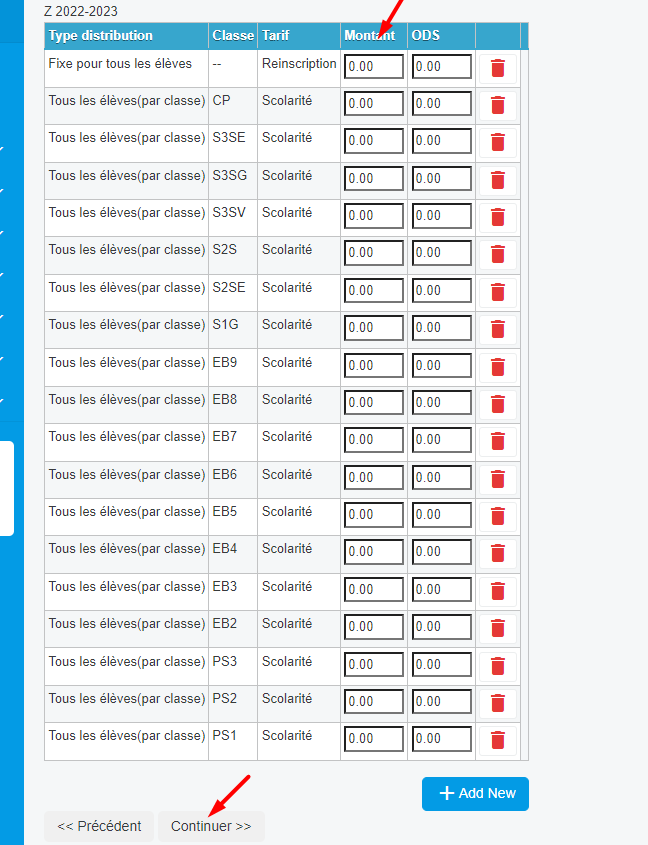 Z 2022-2023
Type distribution Classe Tarif Montant ODS
Fixe pour tous les élèves -- Reinscription 0.00 0.00
Tous les élèves(par classe) CP Scolarité 0.00 0.00
Tous les élèves(par classe) S3SE Scolarité 0.00 0.00
Tous les élèves(par classe) S3SG Scolarité 0.00 0.00
Tous les élèves(par classe) S3SV Scolarité 0.00 0.00
Tous les élèves(par classe) S2S Scolarité 0.00 0.00
Tous les élèves(par classe) S2SE Scolarité 0.00 0.00
Tous les élèves(par classe) S1G Scolarité 0.00 0.00
Tous les élèves(par classe) EB9 Scolarité 0.00 0.00
Tous les élèves(par classe) EB8 Scolarité 0.00 0.00
Tous les élèves(par classe) EB7 Scolarité 0.00 0.00
Tous les élèves(par classe) EB6 Scolarité 0.00 0.00
Tous les élèves(par classe) EB5 Scolarité 0.00 0.00
Tous les élèves(par classe) EB4 Scolarité 0.00 0.00
Tous les élèves(par classe) EB3 Scolarité 0.00 0.00
Tous les élèves(par classe) EB2 Scolarité 0.00 0.00
Tous les élèves(par classe) PS3 Scolarité 0.00 0.00
Tous les élèves(par classe) PS2 Scolarité 0.00 0.00
Tous les élèves(par classe) PS1 Scolarité 0.00 0.00
Add New
<< Précédent Continuer >>